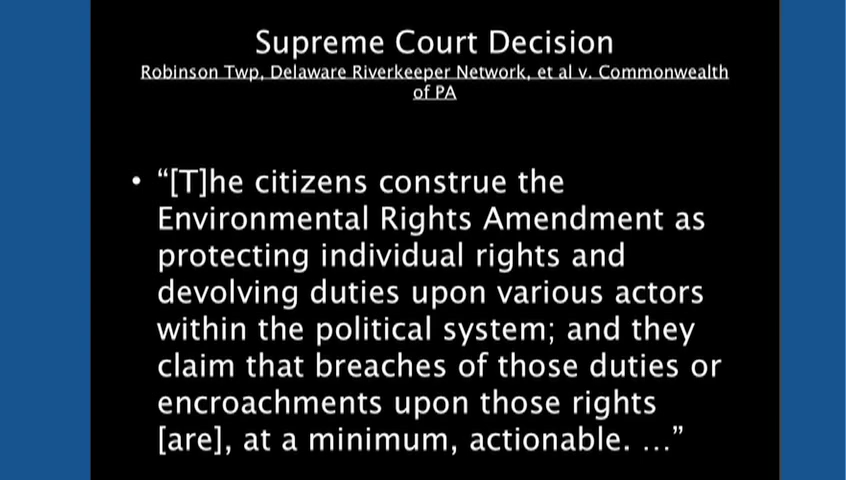 Supreme Court Decision
Robinson Twp, Delaware Riverkeeper Network, et al v. Commonwealth
of PA
• “[T]he citizens construe the
Environmental Rights Amendment as
protecting individual rights and
devolving duties upon various actors
within the political system; and they
claim that breaches of those duties or
encroachments upon those rights
[are], at a minimum, actionable. …”